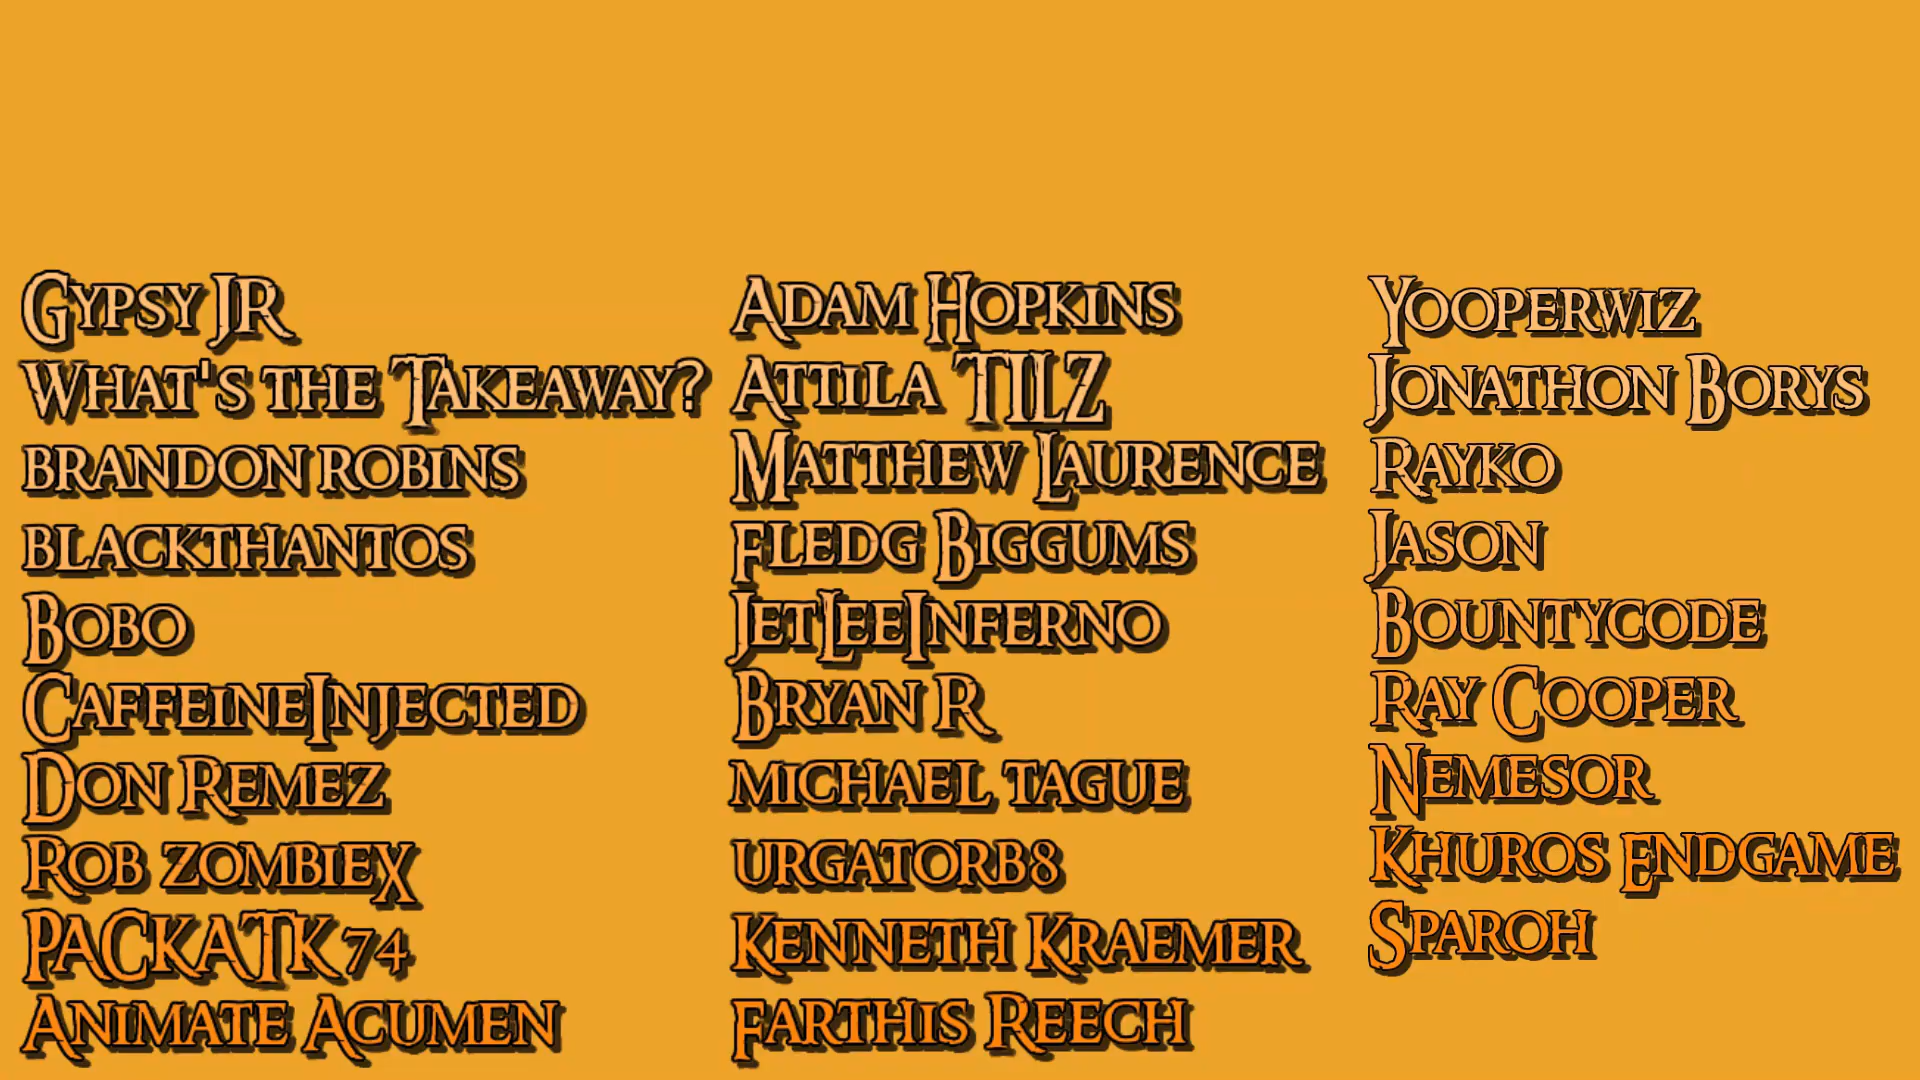 Gypsy Jr
What's the Takeaway?
brandon robins
blackthantos
Bobo
CaffeineInjected
Don Remez
Rob zombieX
PACKATK74
Animate Acumen
Adam Hopkins
Attila TILZ
Matthew Laurence
Fledg Biggums
JetLeeInferno
Bryan R
michael tague
urgatorb8
Kenneth Kraemer
Farthis Reech
Yooperwiz
Jonathon Borys
Rayko
Jason
Bountycode
Ray Cooper
Nemesor
Khuros Endgame
Sparoh